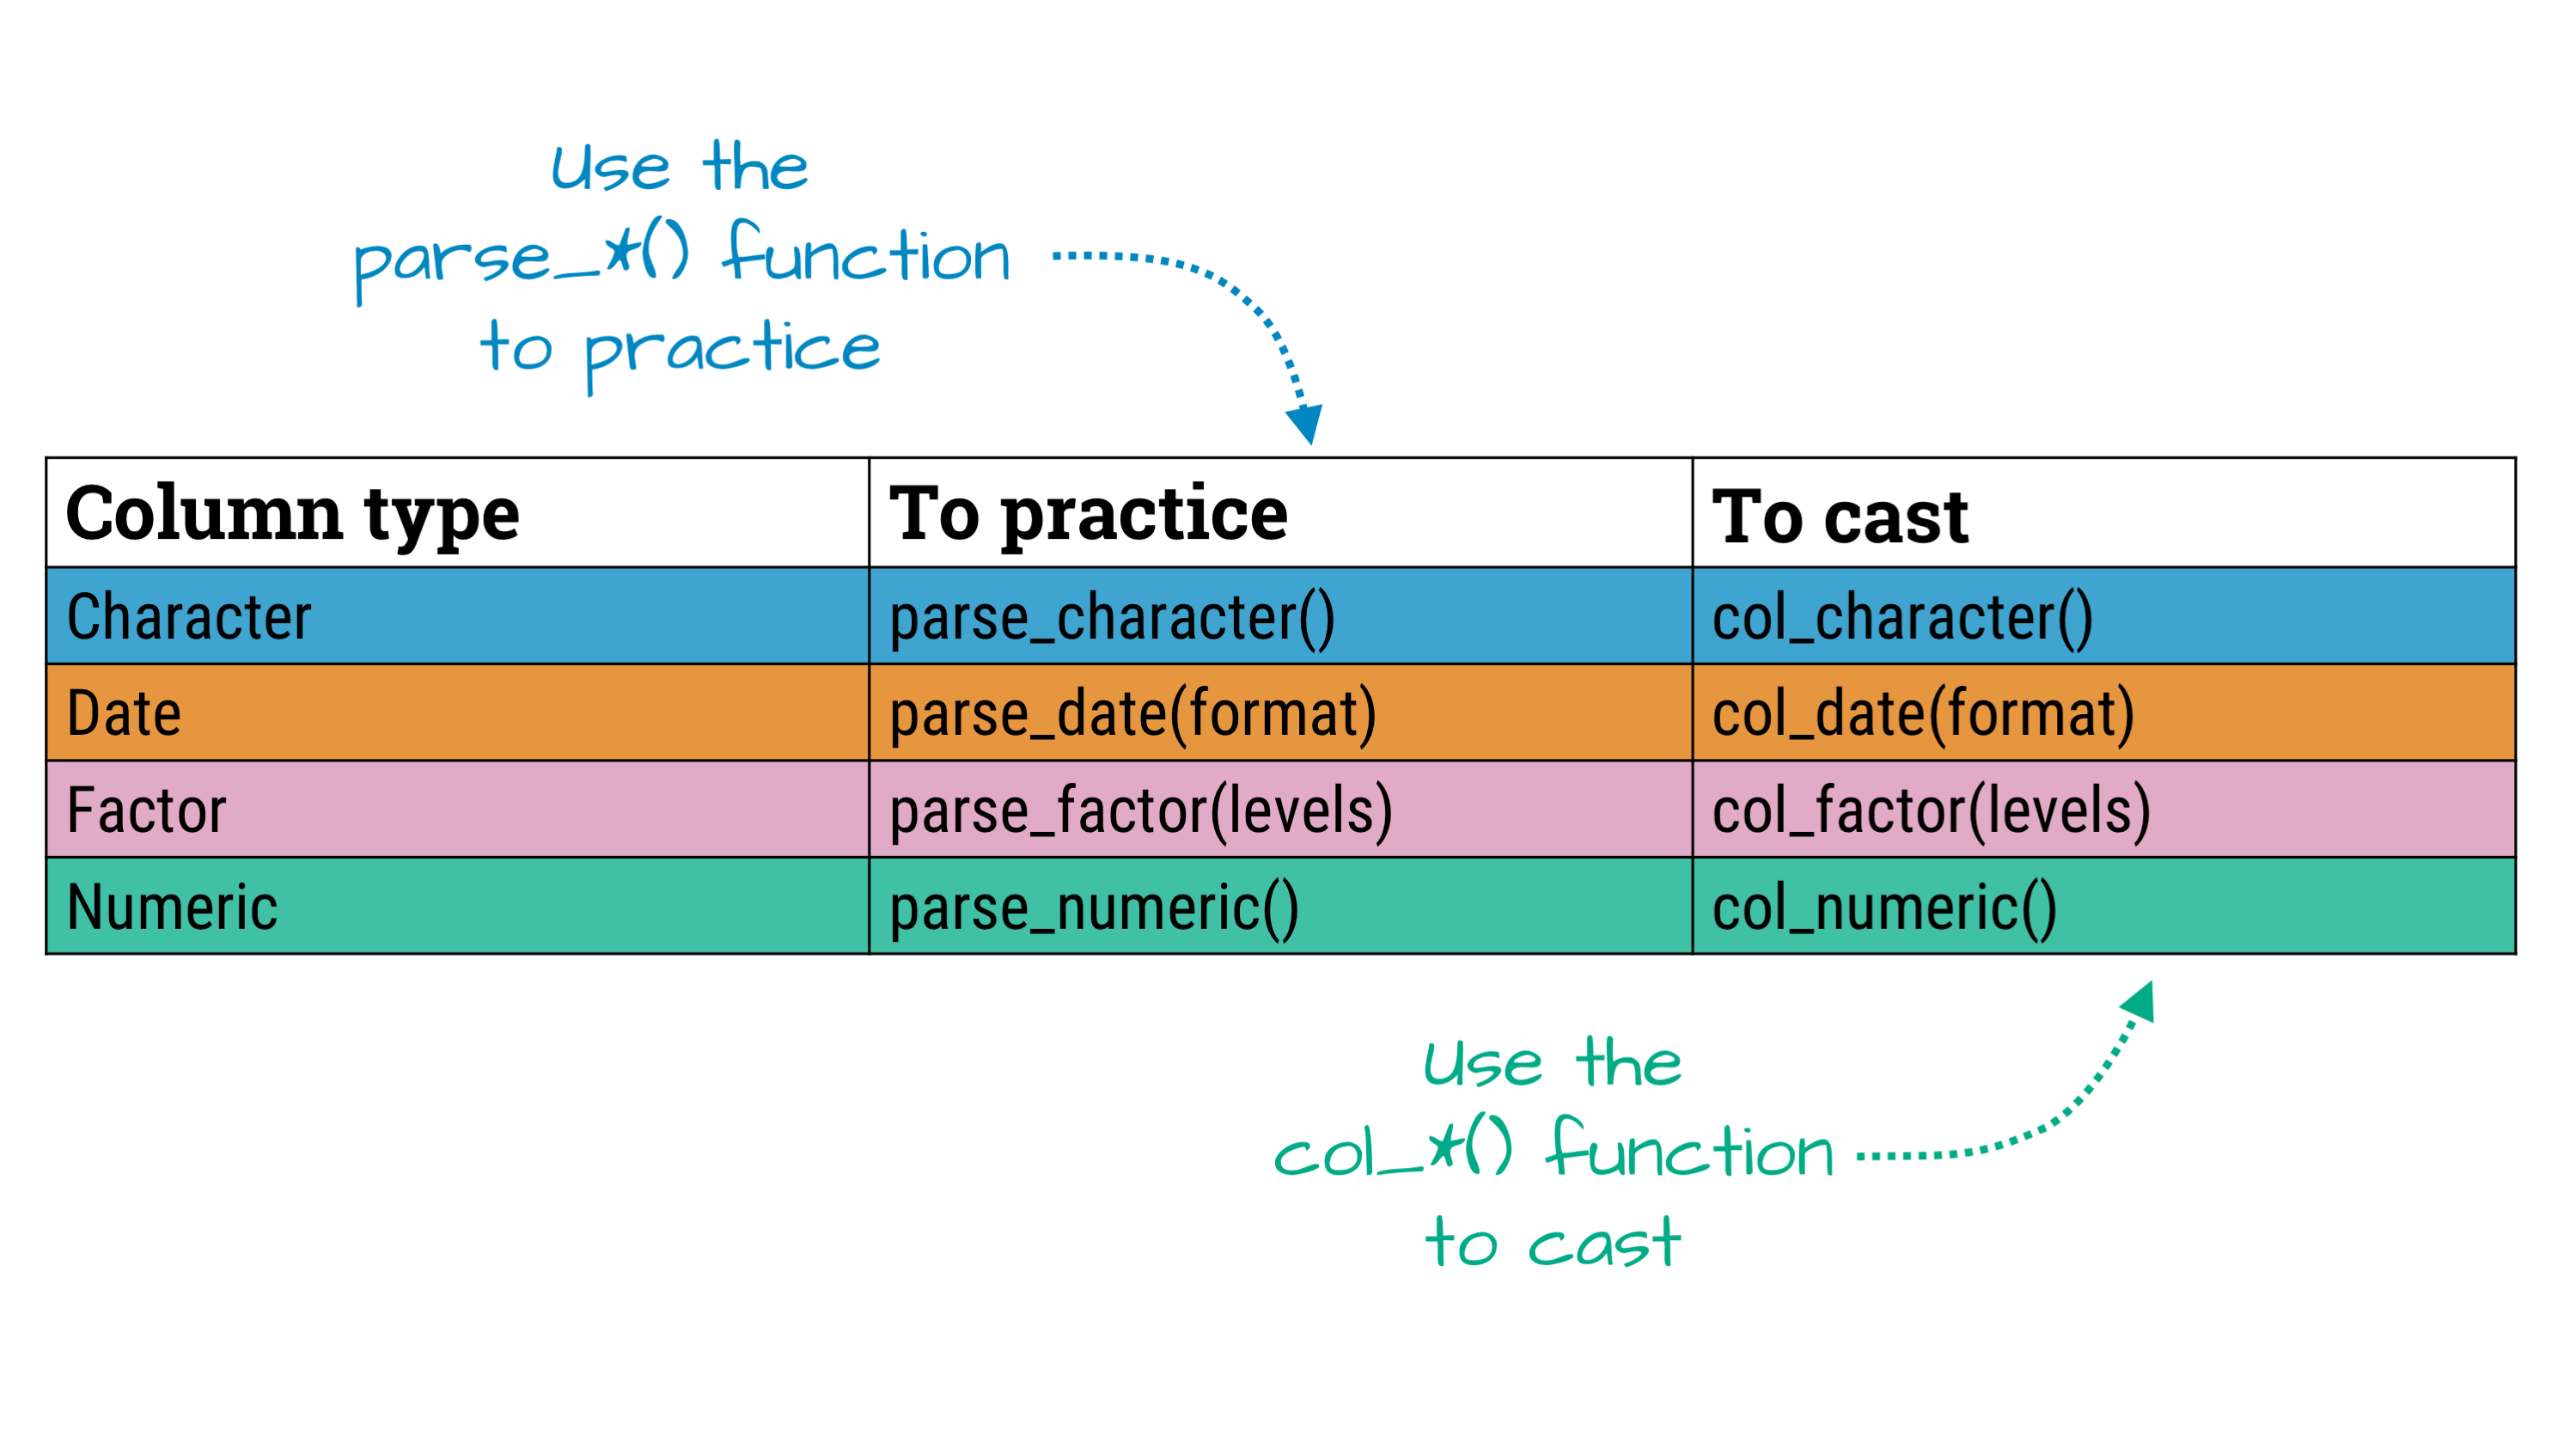 Use the
parse_*() function
to practice
Column type To practice To cast
Character parse_character() col_character()
Date parse_date(format) col_date(format)
Factor parse_factor(levels) col_factor(levels)
Numeric parse_numeric() col_numeric()
Use the
col_*() function
to cast